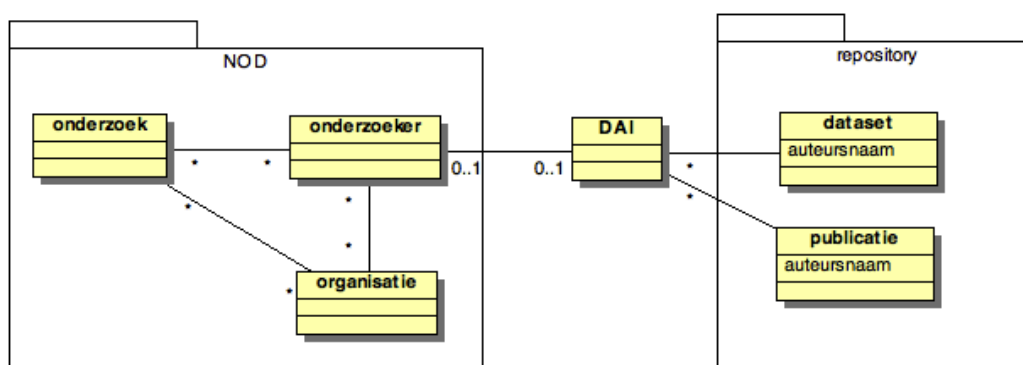 NOD
repository
onderzoek
onderzoeker
DAI
dataset
auteursnaam
* * 0..1 0..1 *
* * *
publicatie
auteursnaam
*
organisatie
*